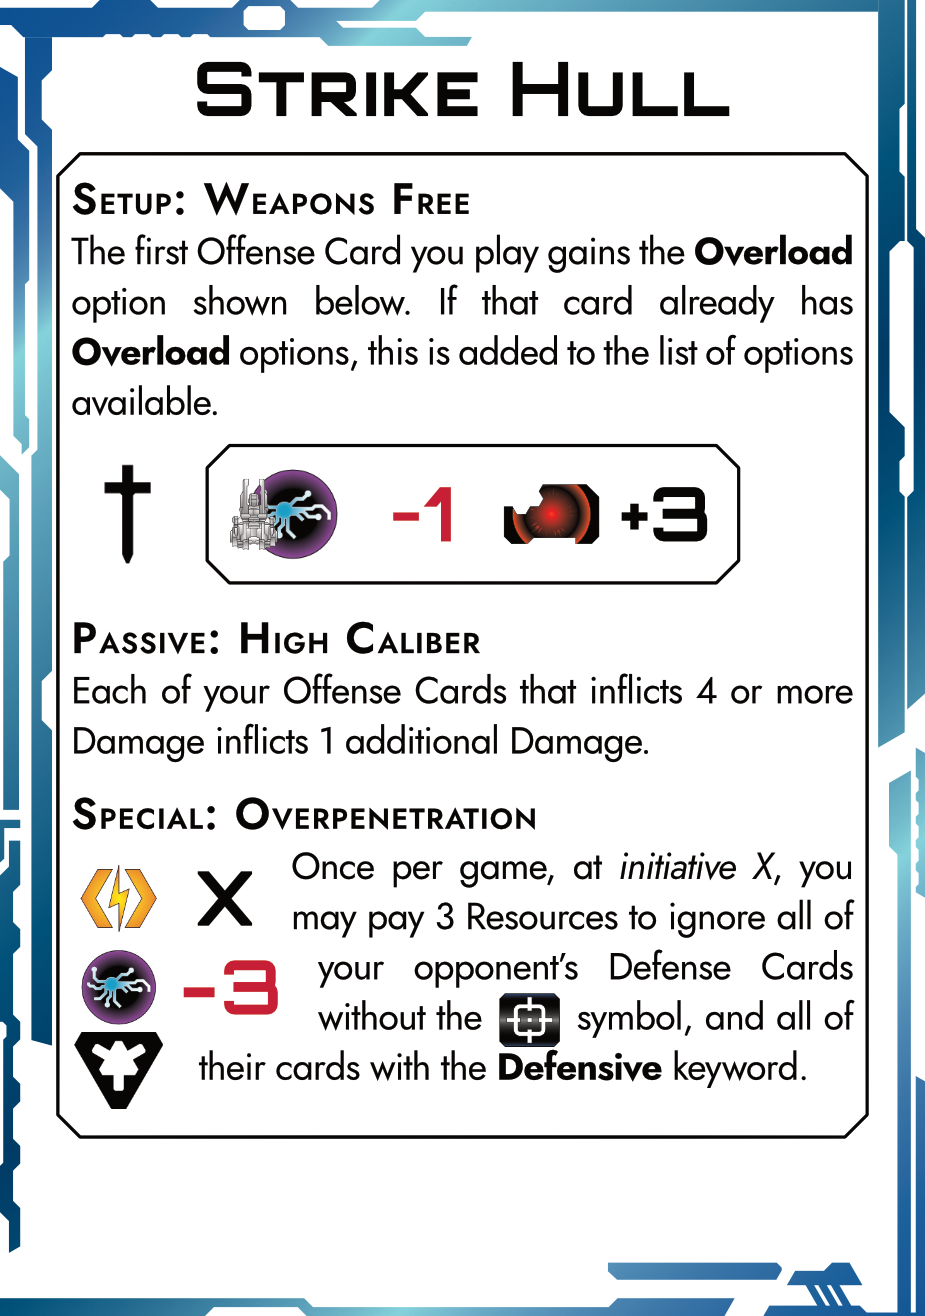 Strike Hull
Setup: Weapons Free
The first Offense Card you play gains the Overload
option shown below. If that card already has
Overload options, this is added to the list of options
available.
-1 +3
Passive: High Caliber
Each of your Offense Cards that inflicts 4 or more
Damage inflicts 1 additional Damage.
Special: Overpenetration
X Once per game, at initiative X, you
may pay 3 Resources to ignore all of
-3 your opponent's Defense Cards
without the symbol, and all of
their cards with the Defensive keyword.